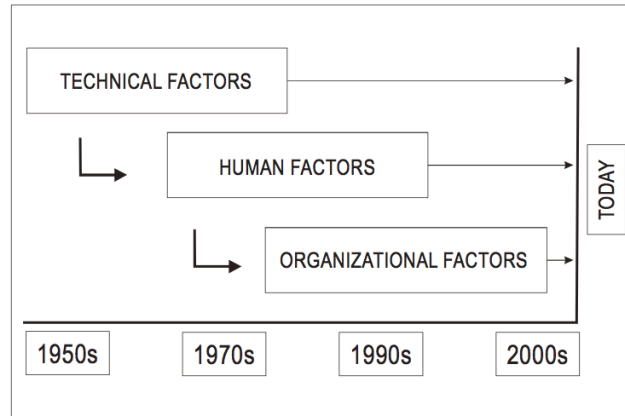 TECHNICAL FACTORS
HUMAN FACTORS
ORGANIZATIONAL FACTORS
TODAY
1950s
1970s
1990s
2000s